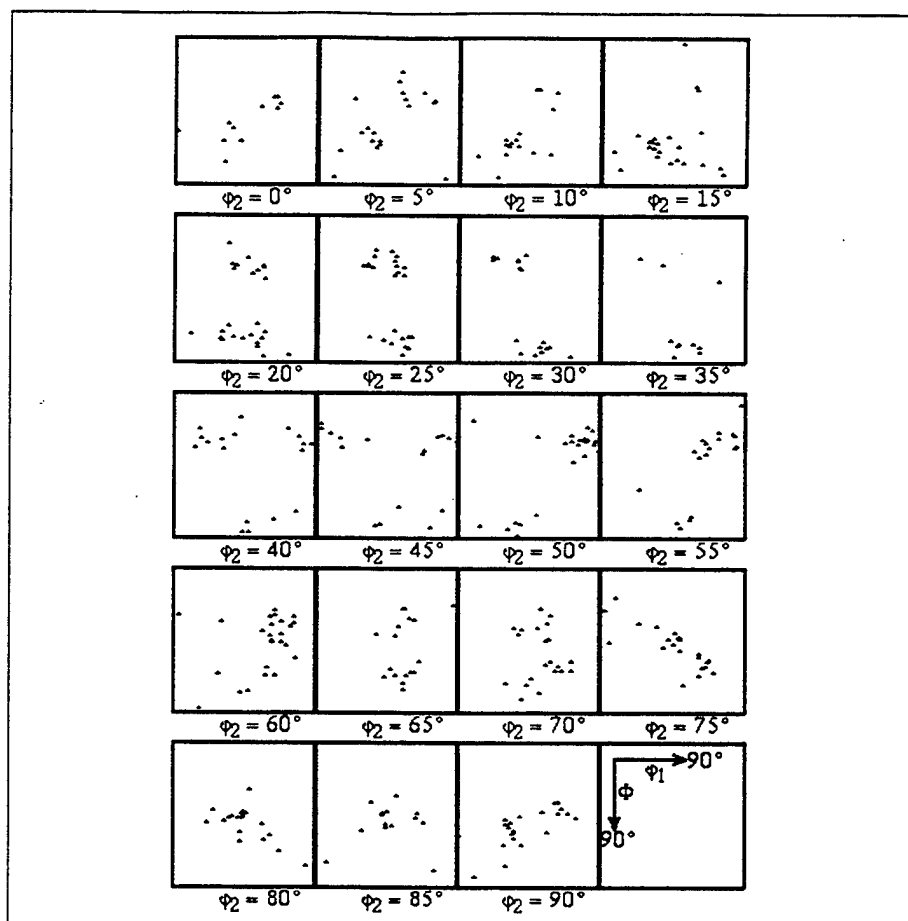 φ₂ = 0° φ₂ = 5° φ₂ = 10° φ₂ = 15°
φ₂ = 20° φ₂ = 25° φ₂ = 30° φ₂ = 35°
φ₂ = 40° φ₂ = 45° φ₂ = 50° φ₂ = 55°
φ₂ = 60° φ₂ = 65° φ₂ = 70° φ₂ = 75°
90°
φ₁
Φ
90°
φ₂ = 80° φ₂ = 85° φ₂ = 90°